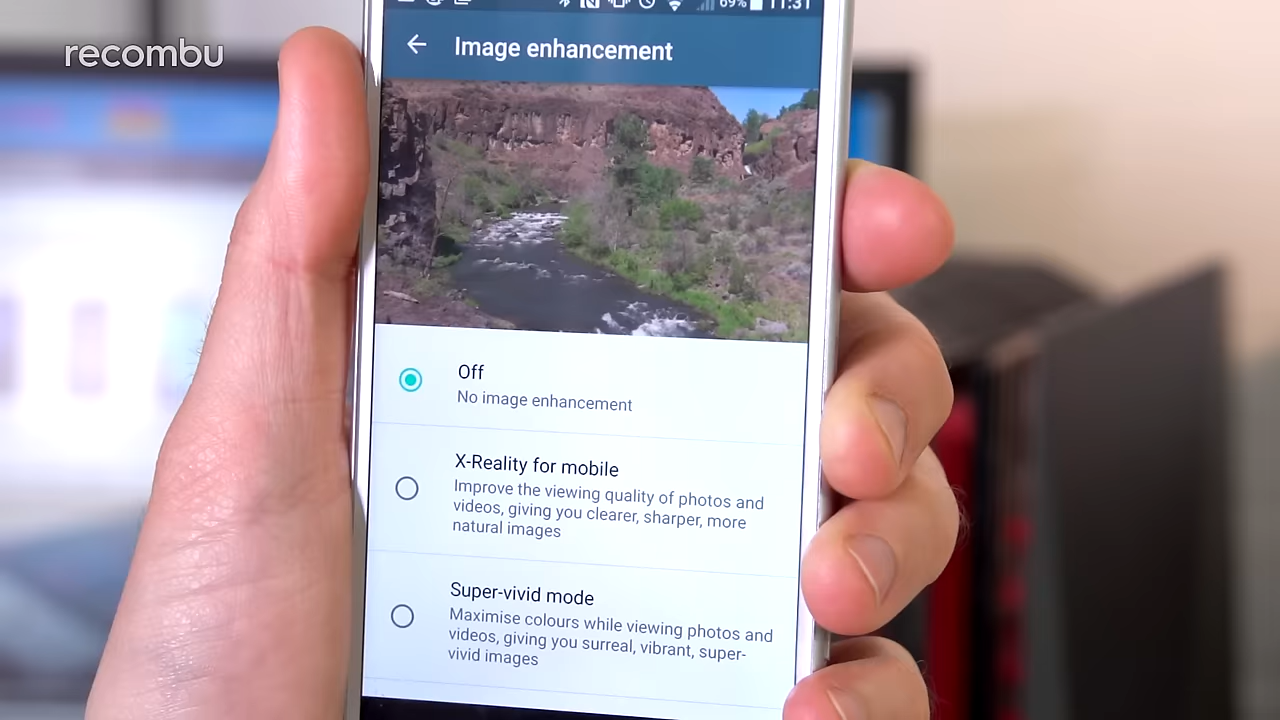 recombu
69% 11:31
Image enhancement
Off
No image enhancement
X-Reality for mobile
Improve the viewing quality of photos and
videos, giving you clearer, sharper, more
natural images
Super-vivid mode
Maximise colours while viewing photos and
videos, giving you surreal, vibrant, super-
vivid images